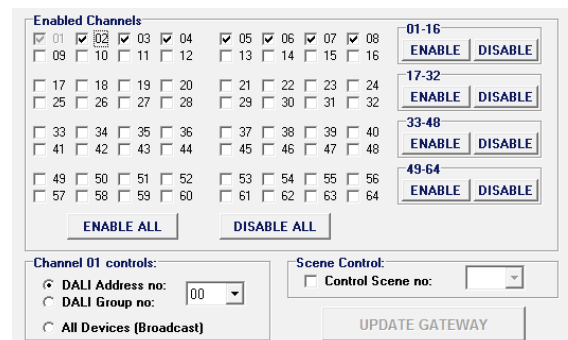 Enabled Channels
01 02 03 04 05 06 07 08
09 10 11 12 13 14 15 16
01-16
ENABLE DISABLE
17 18 19 20 21 22 23 24
25 26 27 28 29 30 31 32
17-32
ENABLE DISABLE
33 34 35 36 37 38 39 40
41 42 43 44 45 46 47 48
33-48
ENABLE DISABLE
49 50 51 52 53 54 55 56
57 58 59 60 61 62 63 64
49-64
ENABLE DISABLE
ENABLE ALL DISABLE ALL
Channel 01 controls:
DALI Address no:
DALI Group no:
00
All Devices (Broadcast)
Scene Control:
Control Scene no:
UPDATE GATEWAY